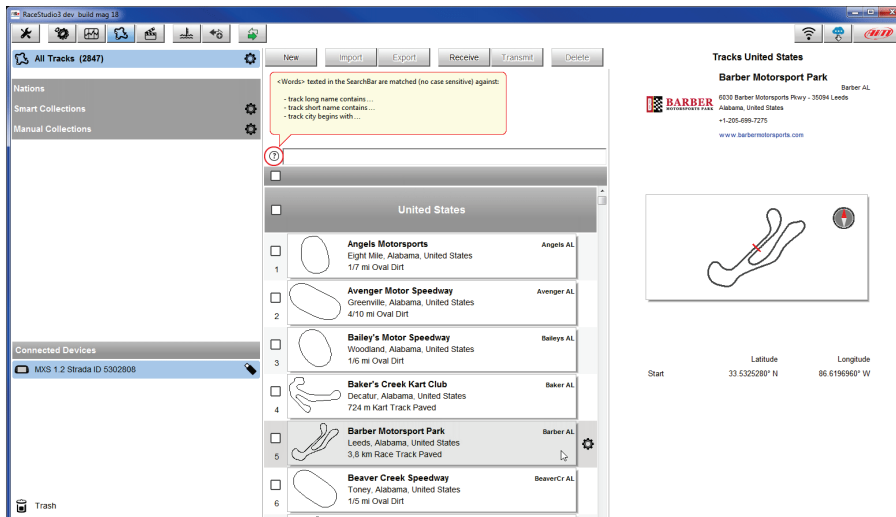 RaceStudio3 dev build mag 18
All Tracks (2847)
Nations
Smart Collections
Manual Collections
Connected Devices
MXS 1.2 Strada ID 5302808
Trash
New Import Export Receive Transmit Delete
<Words> texted in the SearchBar are matched (no case sensitive) against:
- track long name contains ...
- track short name contains ...
- track city begins with ...
?
United States
Angels Motorsports Angels AL
Eight Mile, Alabama, United States
1/7 mi Oval Dirt
1
Avenger Motor Speedway Avenger AL
Greenville, Alabama, United States
4/10 mi Oval Dirt
2
Bailey's Motor Speedway Baileys AL
Woodland, Alabama, United States
1/6 mi Oval Dirt
3
Baker's Creek Kart Club Baker AL
Decatur, Alabama, United States
724 m Kart Track Paved
4
Barber Motorsport Park Barber AL
Leeds, Alabama, United States
3,8 km Race Track Paved
5
Beaver Creek Speedway BeaverCr AL
Toney, Alabama, United States
1/5 mi Oval Dirt
6
AiM
Tracks United States
Barber Motorsport Park
Barber AL
BARBER
MOTORSPORTS PARK
6030 Barber Motorsports Pkwy - 35094 Leeds
Alabama, United States
+1-205-699-7275
www.barbermotorsports.com
Latitude Longitude
Start 33.5325280° N 86.6196960° W